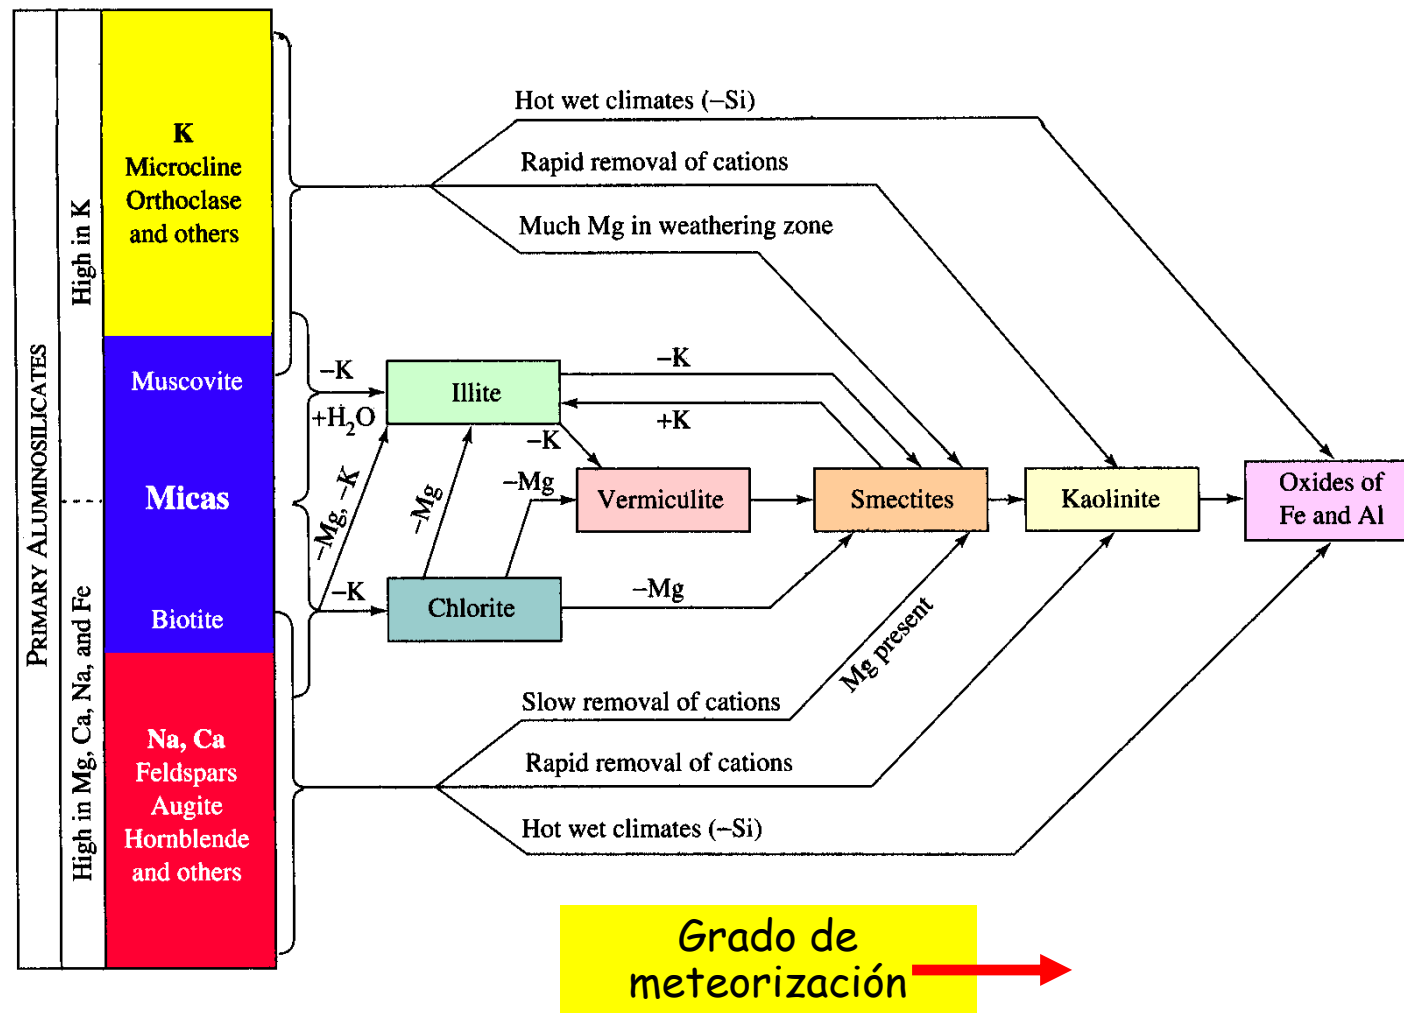 PRIMARY ALUMINOSILICATES
High in K
High in Mg, Ca, Na, and Fe
K
Microcline
Orthoclase
and others
Muscovite
Micas
Biotite
Na, Ca
Feldspars
Augite
Hornblende
and others
Hot wet climates (–Si)
Rapid removal of cations
Much Mg in weathering zone
–K
+H₂O
–Mg, –K
–K
Illite
–K
+K
–K
–Mg
–Mg
Chlorite
–Mg
Vermiculite
Smectites
Kaolinite
Oxides of
Fe and Al
Slow removal of cations
Mg present
Rapid removal of cations
Hot wet climates (–Si)
Grado de
meteorización